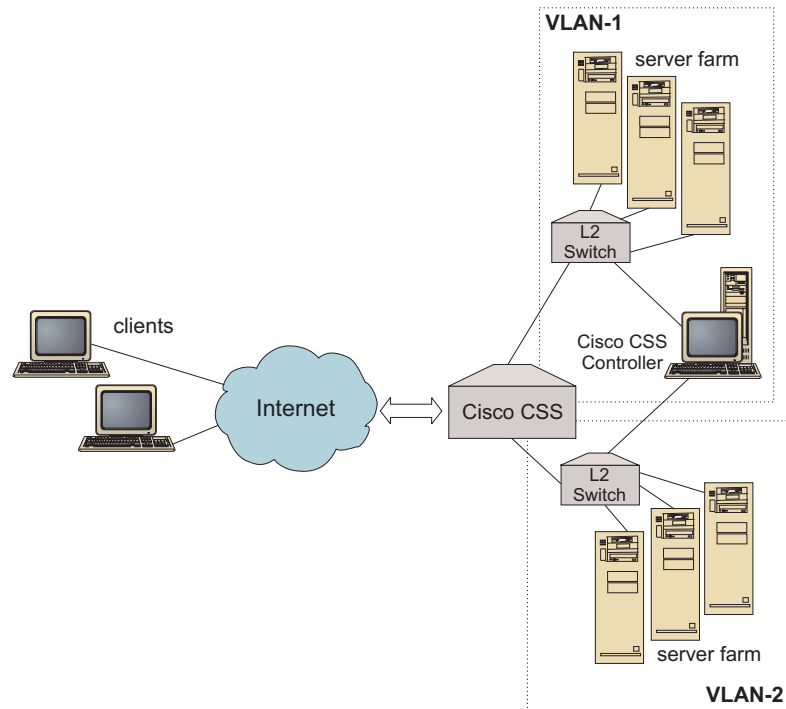 VLAN-1
server farm
L2
Switch
clients
Cisco CSS
Controller
Internet
Cisco CSS
L2
Switch
server farm
VLAN-2